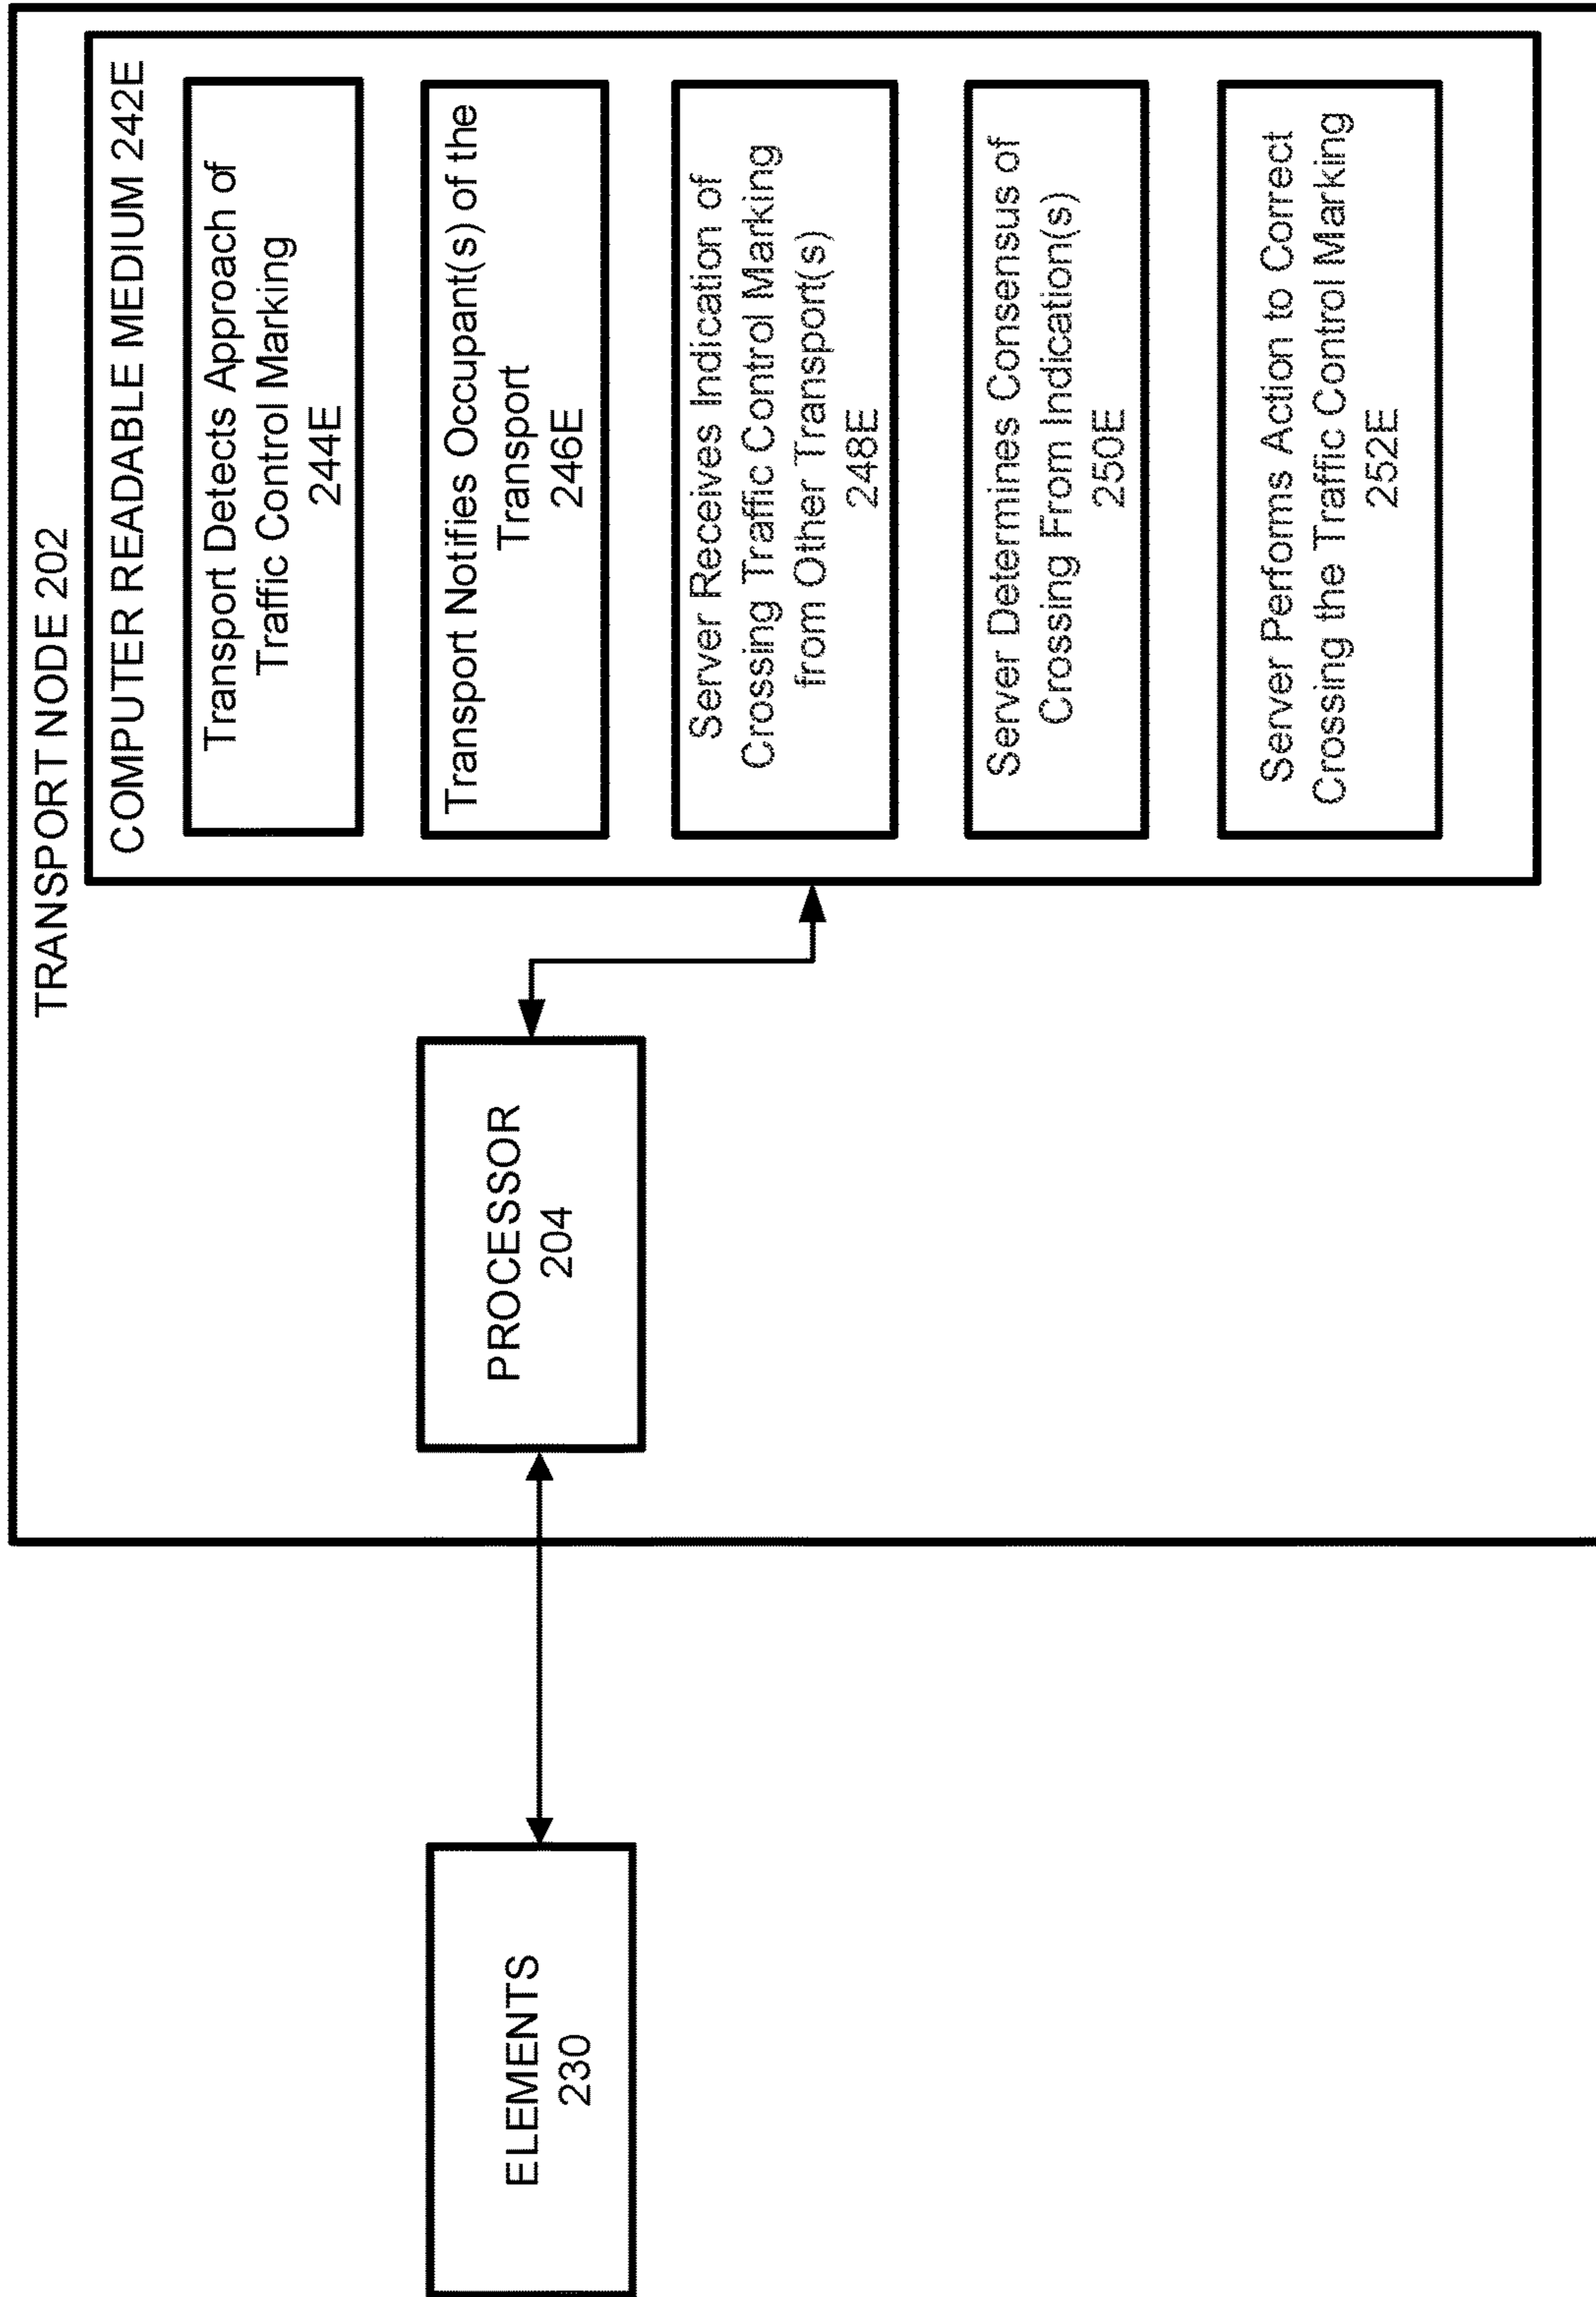 TRANSPORT NODE 202
COMPUTER READABLE MEDIUM 242E
Transport Detects Approach of
Traffic Control Marking
244E
Transport Notifies Occupant(s) of the
Transport
246E
Server Receives Indication of
Crossing Traffic Control Marking
from Other Transport(s)
248E
Server Determines Consensus of
Crossing From Indication(s)
250E
Server Performs Action to Correct
Crossing the Traffic Control Marking
252E
PROCESSOR
204
ELEMENTS
230